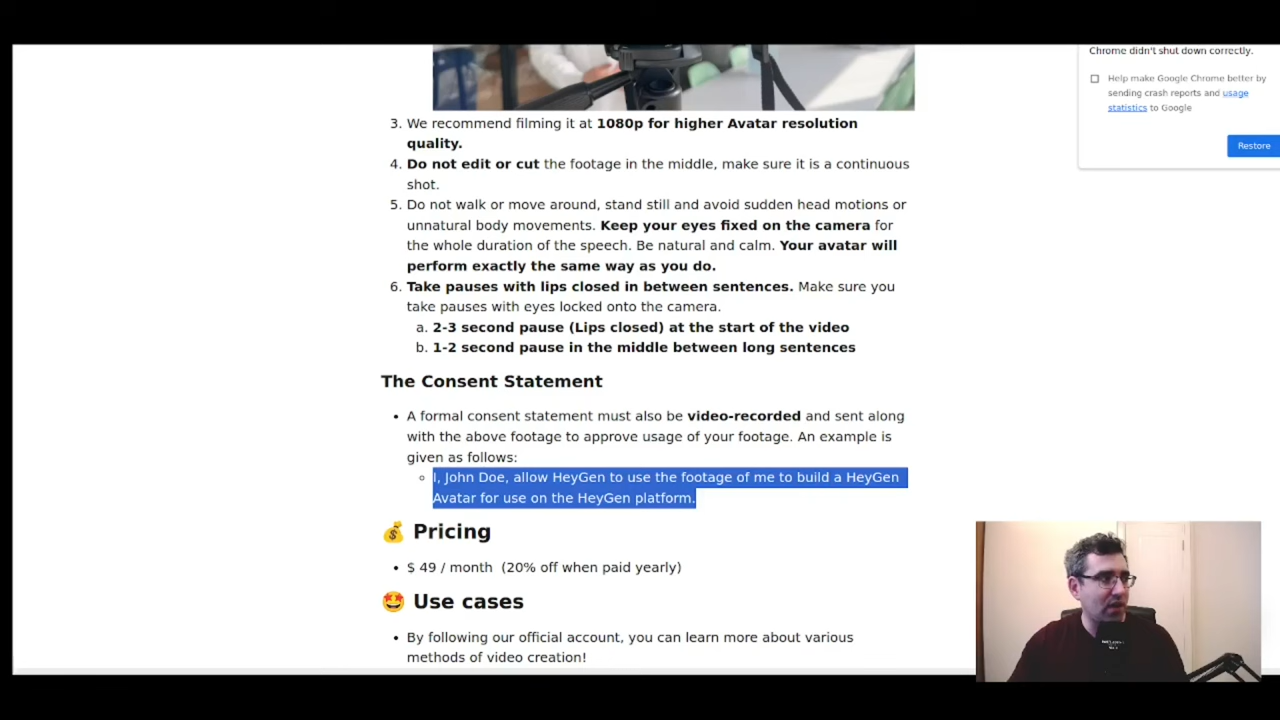 Chrome didn't shut down correctly.
Help make Google Chrome better by
sending crash reports and usage
statistics to Google
Restore
3. We recommend filming it at 1080p for higher Avatar resolution
quality.
4. Do not edit or cut the footage in the middle, make sure it is a continuous
shot.
5. Do not walk or move around, stand still and avoid sudden head motions or
unnatural body movements. Keep your eyes fixed on the camera for
the whole duration of the speech. Be natural and calm. Your avatar will
perform exactly the same way as you do.
6. Take pauses with lips closed in between sentences. Make sure you
take pauses with eyes locked onto the camera.
a. 2-3 second pause (Lips closed) at the start of the video
b. 1-2 second pause in the middle between long sentences
The Consent Statement
• A formal consent statement must also be video-recorded and sent along
with the above footage to approve usage of your footage. An example is
given as follows:
◦ I, John Doe, allow HeyGen to use the footage of me to build a HeyGen
Avatar for use on the HeyGen platform.
💰 Pricing
• $ 49 / month (20% off when paid yearly)
🤩 Use cases
• By following our official account, you can learn more about various
methods of video creation!